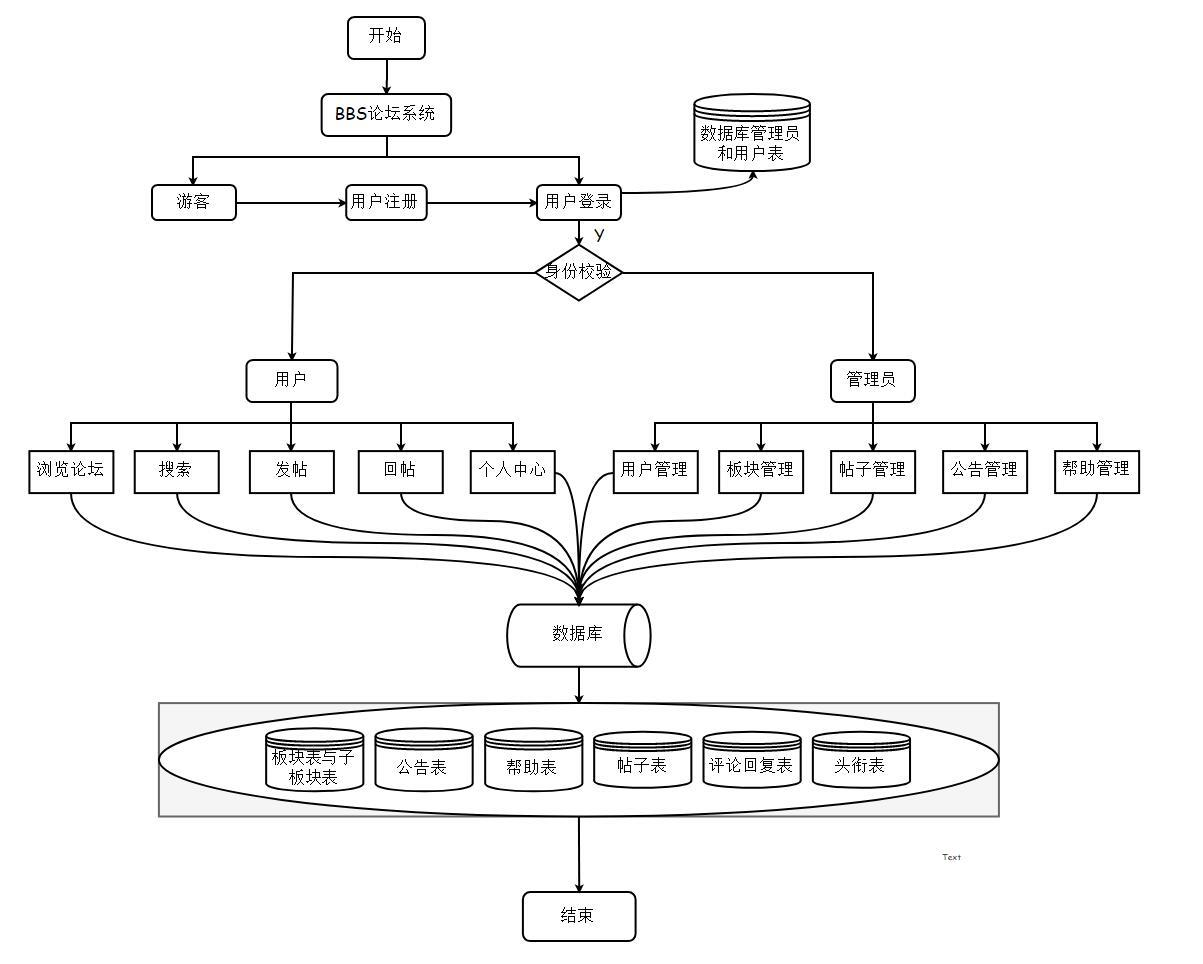 开始
BBS论坛系统
数据库管理员
和用户表
游客
用户注册
用户登录
Y
身份校验
用户
管理员
浏览论坛
搜索
发帖
回帖
个人中心
用户管理
板块管理
帖子管理
公告管理
帮助管理
数据库
板块表与子
板块表
公告表
帮助表
帖子表
评论回复表
头衔表
Text
结束